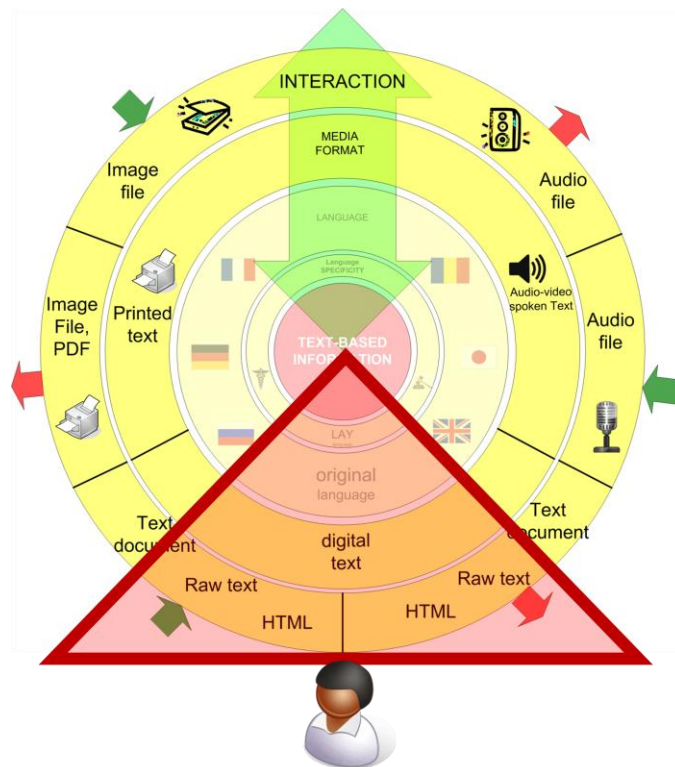 INTERACTION
MEDIA
FORMAT
LANGUAGE
Language
SPECIFICITY
TEXT-BASED
INFORMATION
Image
file
Audio
file
Image
File,
PDF
Printed
text
Audio-video
spoken Text
Audio
file
LAY
original
language
digital
text
Text
document
Text
document
Raw text
Raw text
HTML
HTML